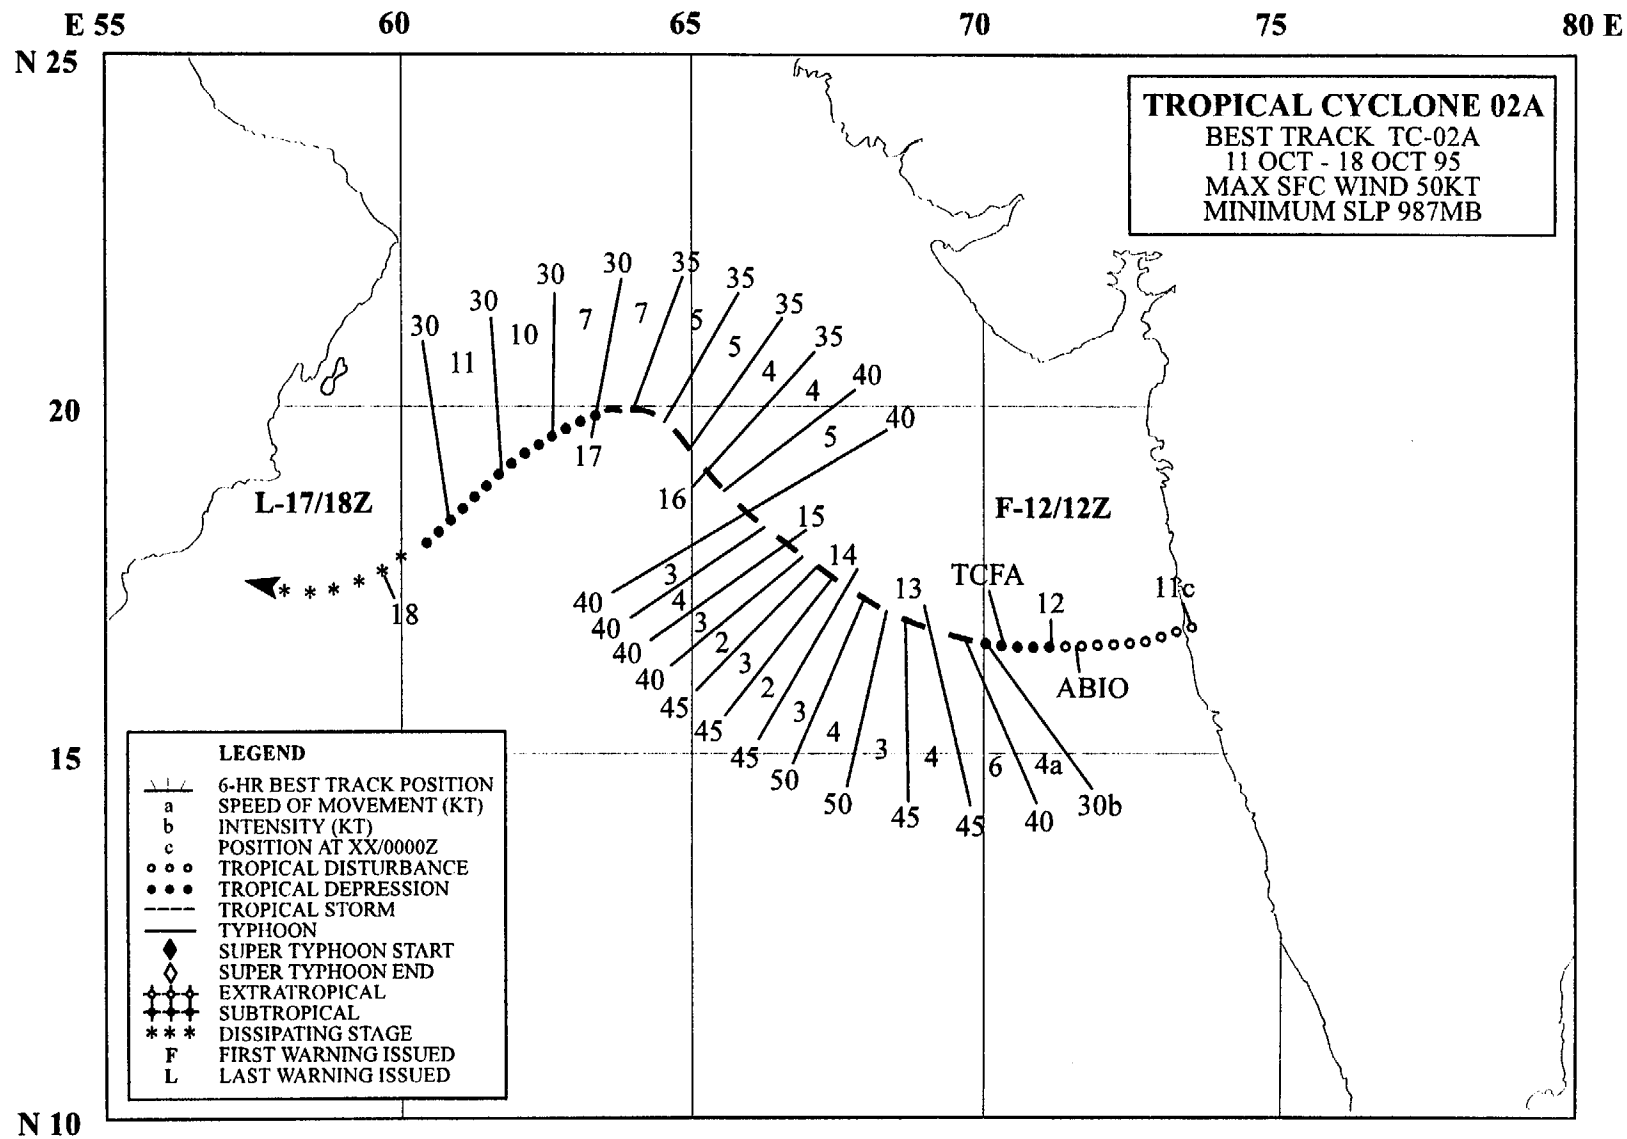 E 55 60 65 70 75 80 E
N 25
TROPICAL CYCLONE 02A
BEST TRACK TC-02A
11 OCT - 18 OCT 95
MAX SFC WIND 50KT
MINIMUM SLP 987MB
30 30 30 30 35 35 35 35 40 40
11 10 7 7 5 5 4 4 5
20
17
16
15
14
13
L-17/18Z
F-12/12Z
TCFA
12
11c
ABIO
18
40 40 40 40 45 45 45 50 50 45 45 40 30b
3 4 3 2 3 2 3 4 3 4 6 4a
15
LEGEND
6-HR BEST TRACK POSITION
a SPEED OF MOVEMENT (KT)
b INTENSITY (KT)
c POSITION AT XX/0000Z
TROPICAL DISTURBANCE
TROPICAL DEPRESSION
TROPICAL STORM
TYPHOON
SUPER TYPHOON START
SUPER TYPHOON END
EXTRATROPICAL
SUBTROPICAL
*** DISSIPATING STAGE
F FIRST WARNING ISSUED
L LAST WARNING ISSUED
N 10